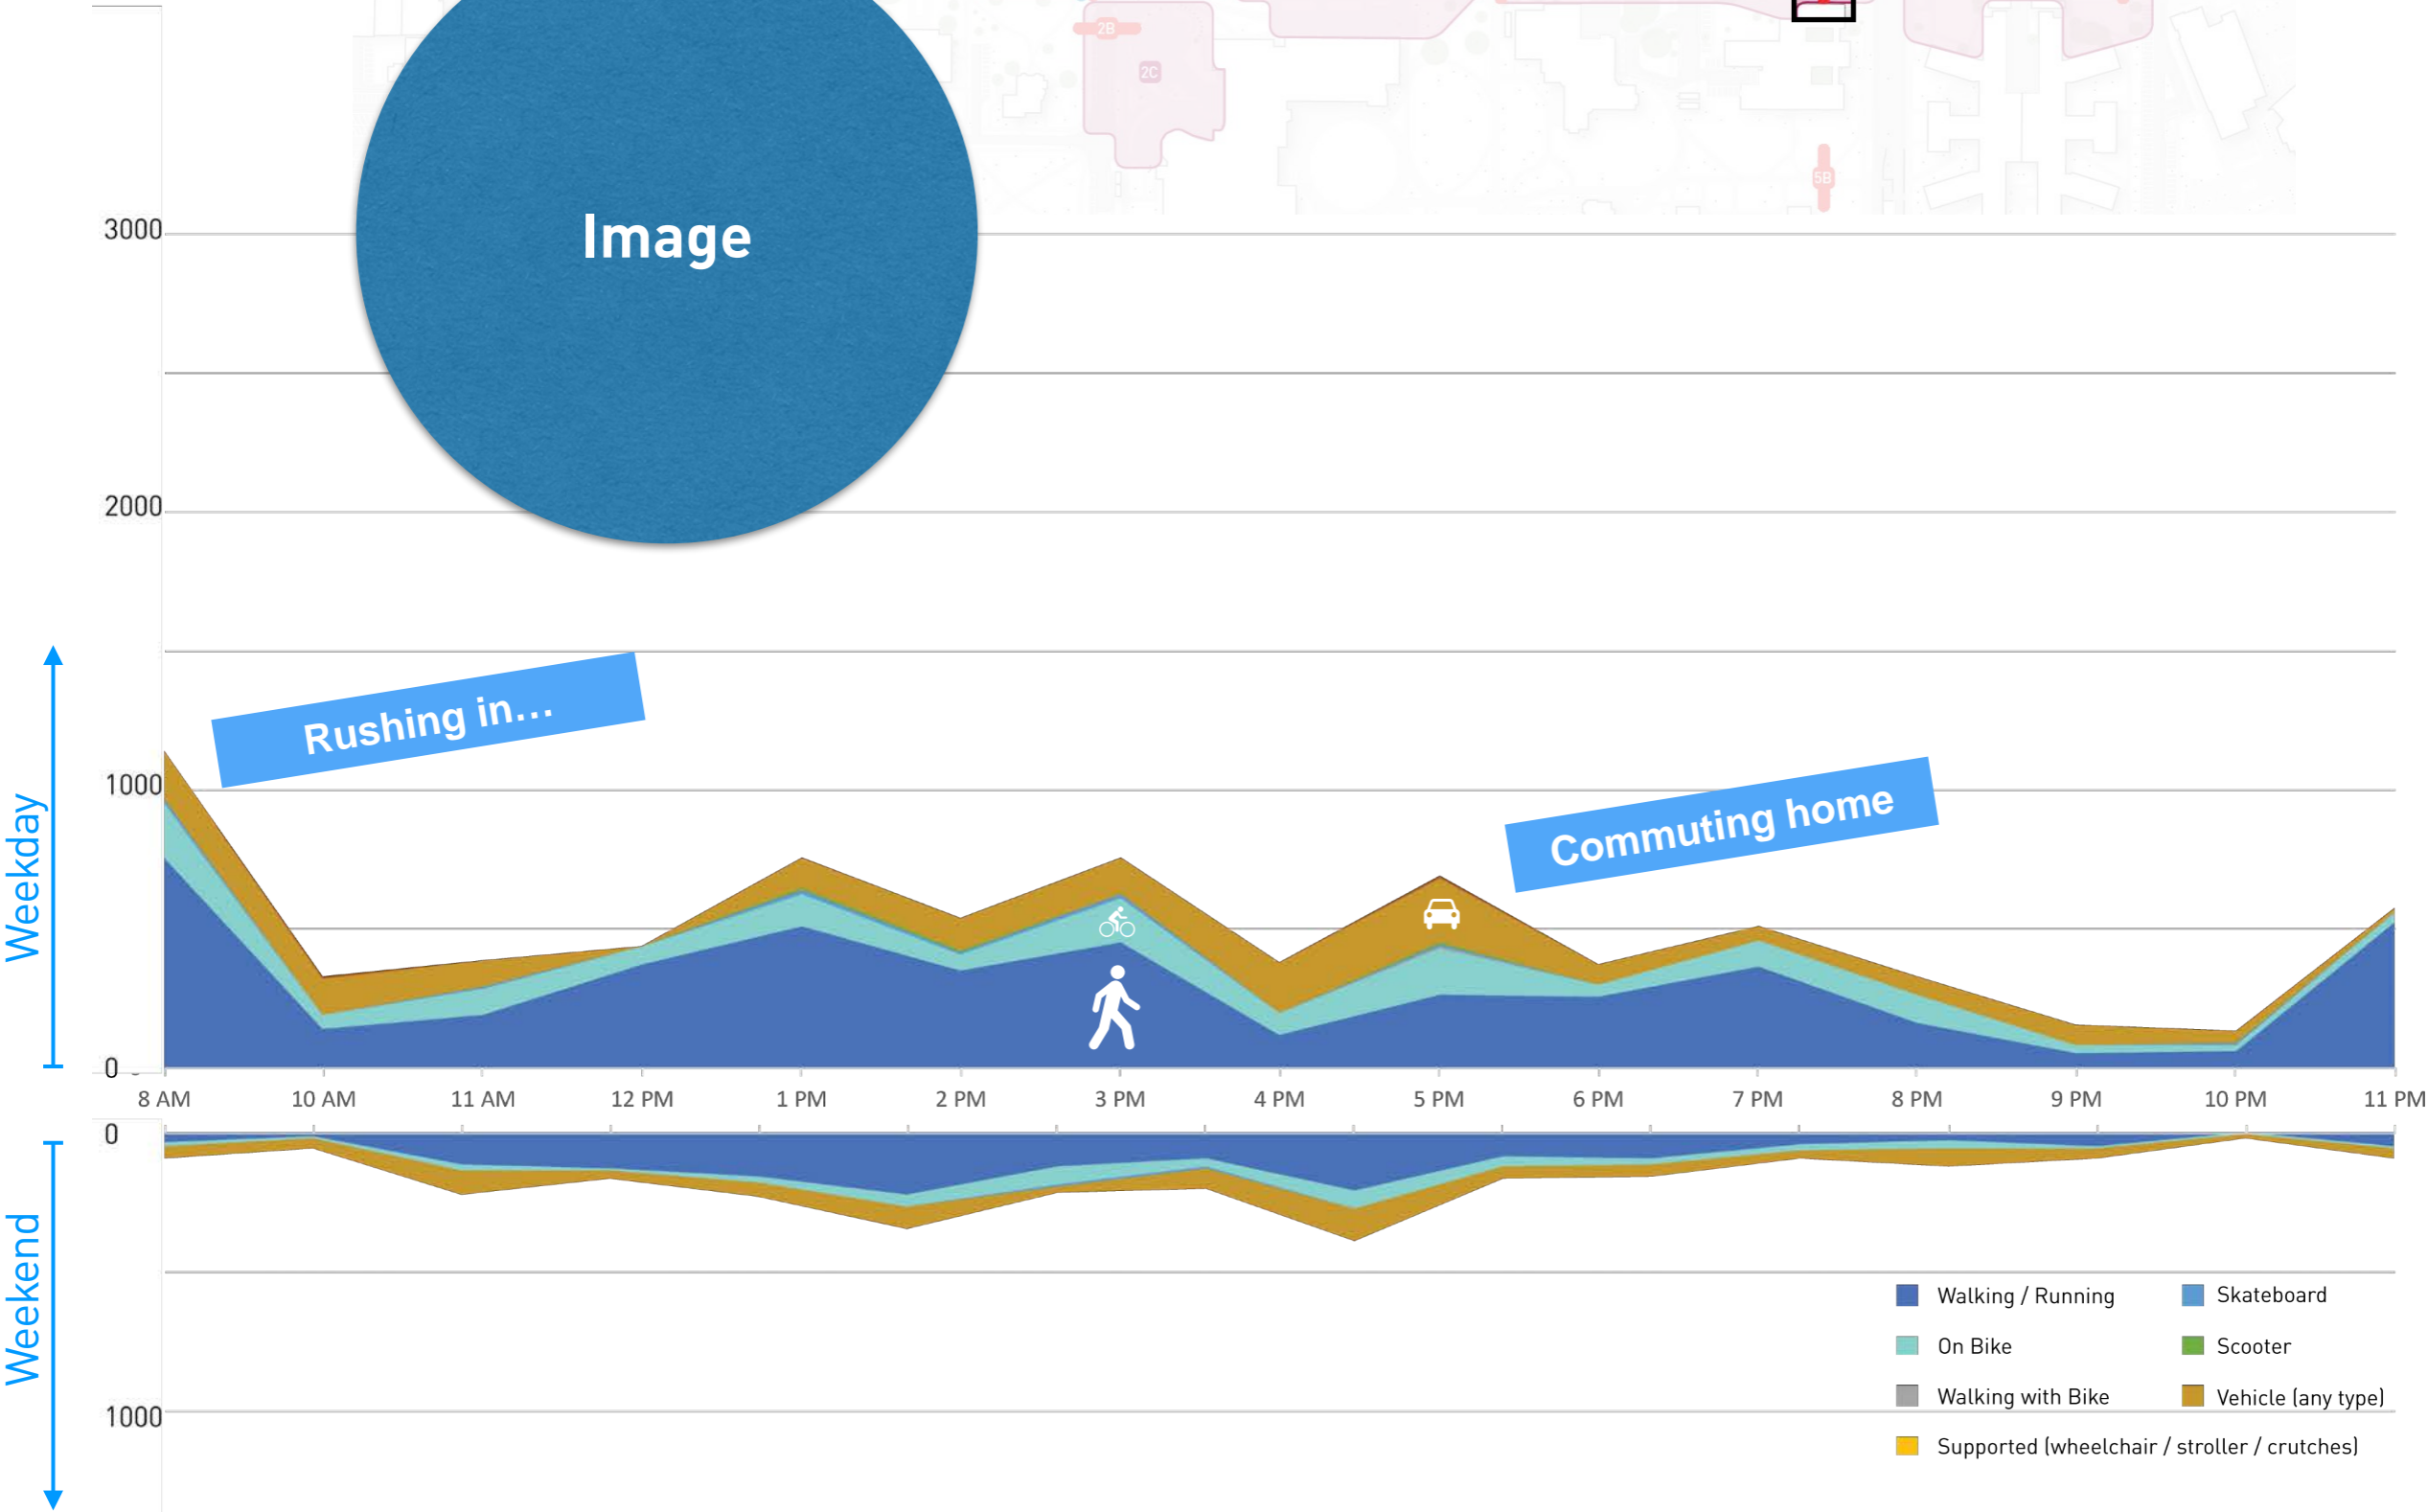 2B
2C
5B
Image
3000
2000
1000
0
Weekday
Rushing in...
Commuting home
8 AM 10 AM 11 AM 12 PM 1 PM 2 PM 3 PM 4 PM 5 PM 6 PM 7 PM 8 PM 9 PM 10 PM 11 PM
0
1000
Weekend
Walking / Running
Skateboard
On Bike
Scooter
Walking with Bike
Vehicle (any type)
Supported (wheelchair / stroller / crutches)